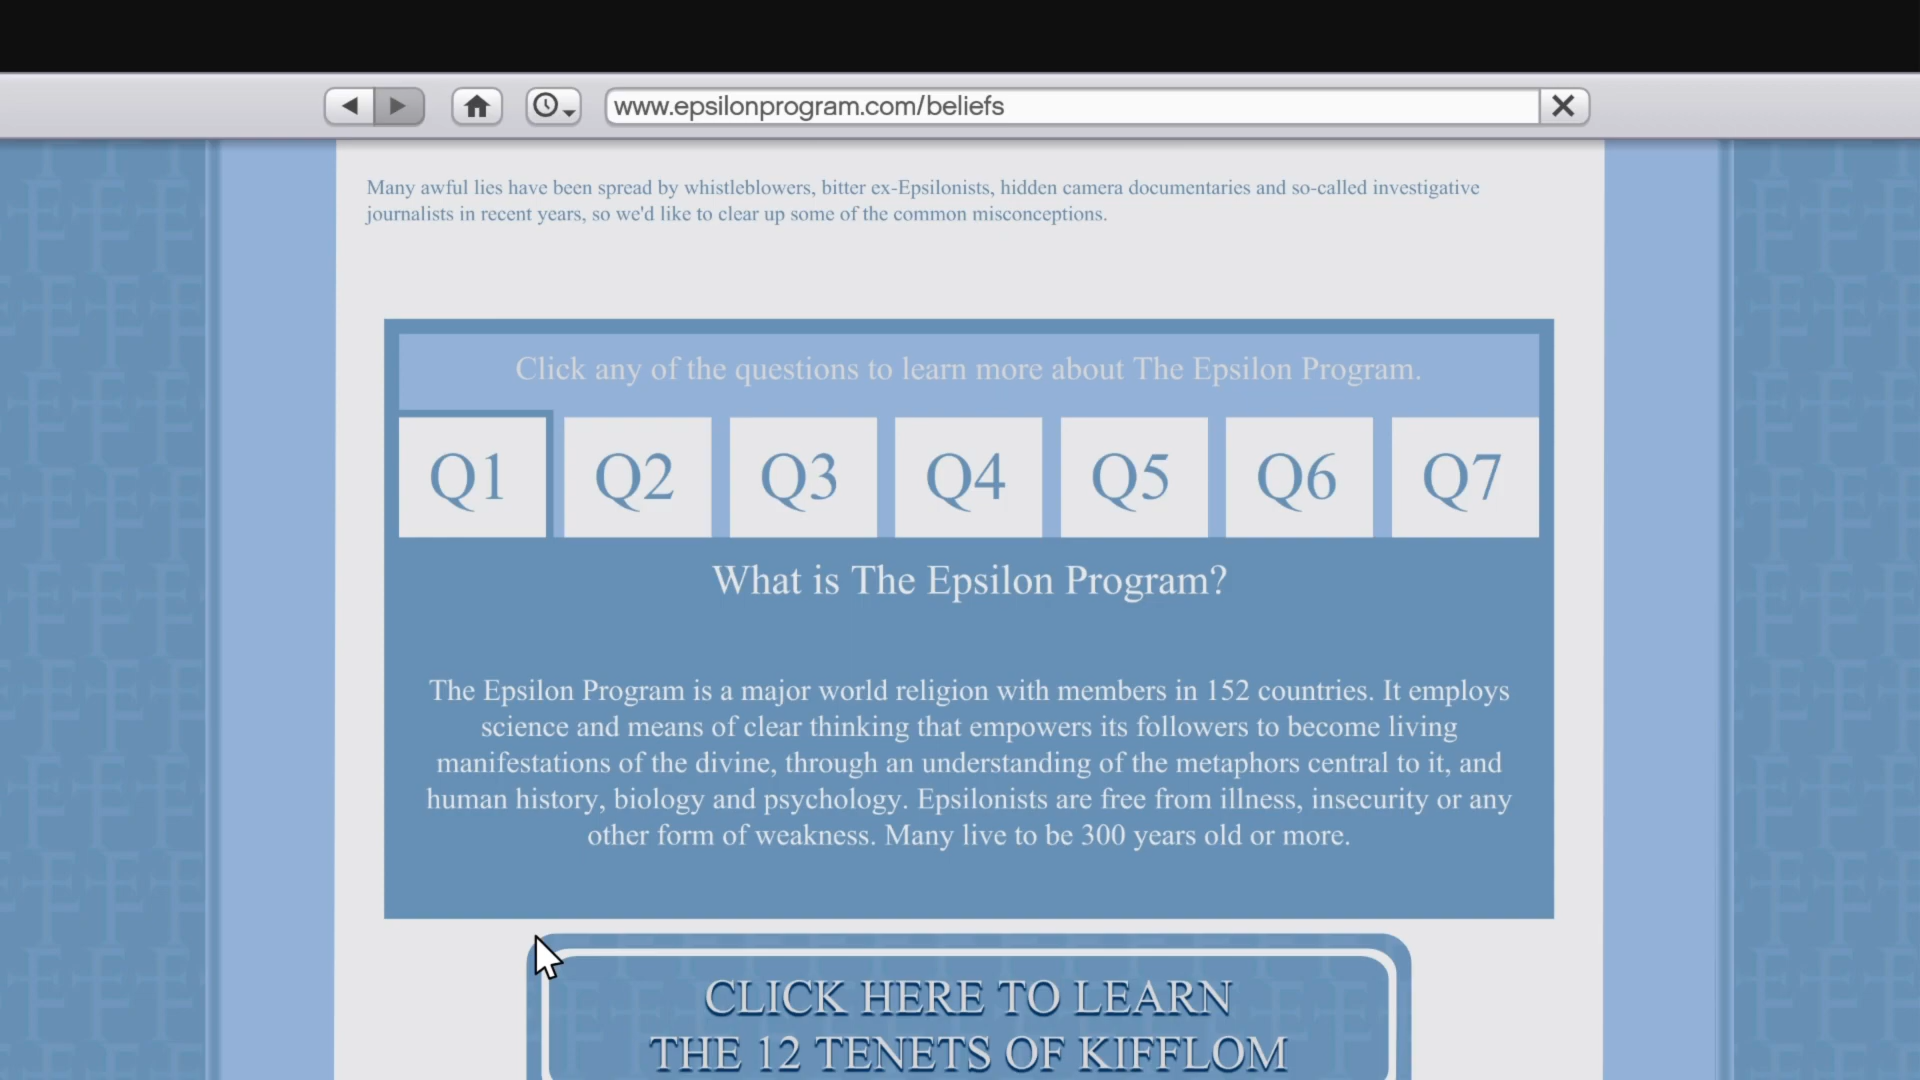 www.epsilonprogram.com/beliefs
Many awful lies have been spread by whistleblowers, bitter ex-Epsilonists, hidden camera documentaries and so-called investigative
journalists in recent years, so we'd like to clear up some of the common misconceptions.
Click any of the questions to learn more about The Epsilon Program.
Q1 Q2 Q3 Q4 Q5 Q6 Q7
What is The Epsilon Program?
The Epsilon Program is a major world religion with members in 152 countries. It employs
science and means of clear thinking that empowers its followers to become living
manifestations of the divine, through an understanding of the metaphors central to it, and
human history, biology and psychology. Epsilonists are free from illness, insecurity or any
other form of weakness. Many live to be 300 years old or more.
CLICK HERE TO LEARN
THE 12 TENETS OF KIFFLOM